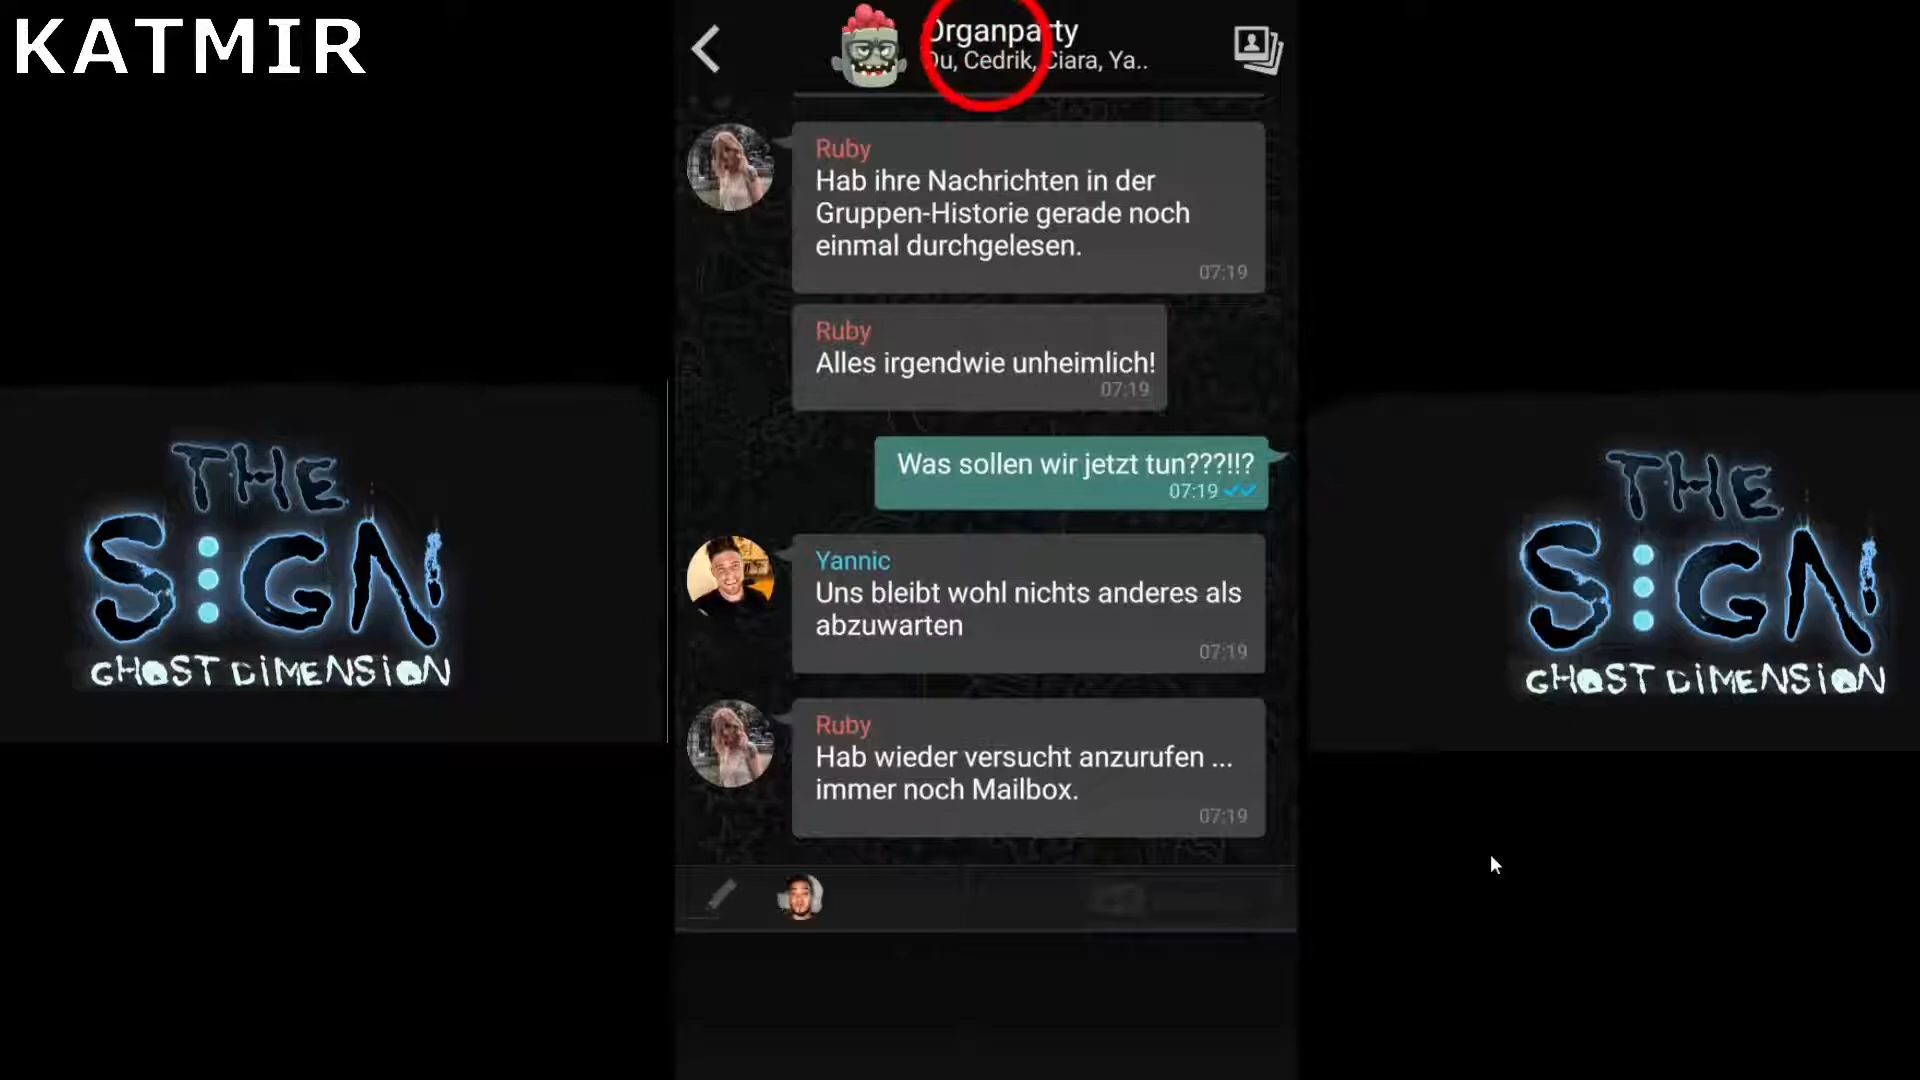 KATMIR
Organparty
Du, Cedrik, Ciara, Ya..
Ruby
Hab ihre Nachrichten in der
Gruppen-Historie gerade noch
einmal durchgelesen.
07:19
Ruby
Alles irgendwie unheimlich!
07:19
Was sollen wir jetzt tun???!!?
07:19
Yannic
Uns bleibt wohl nichts anderes als
abzuwarten
07:19
Ruby
Hab wieder versucht anzurufen ...
immer noch Mailbox.
07:19
THE
SIGN
GHOST DIMENSION
THE
SIGN
GHOST DIMENSION